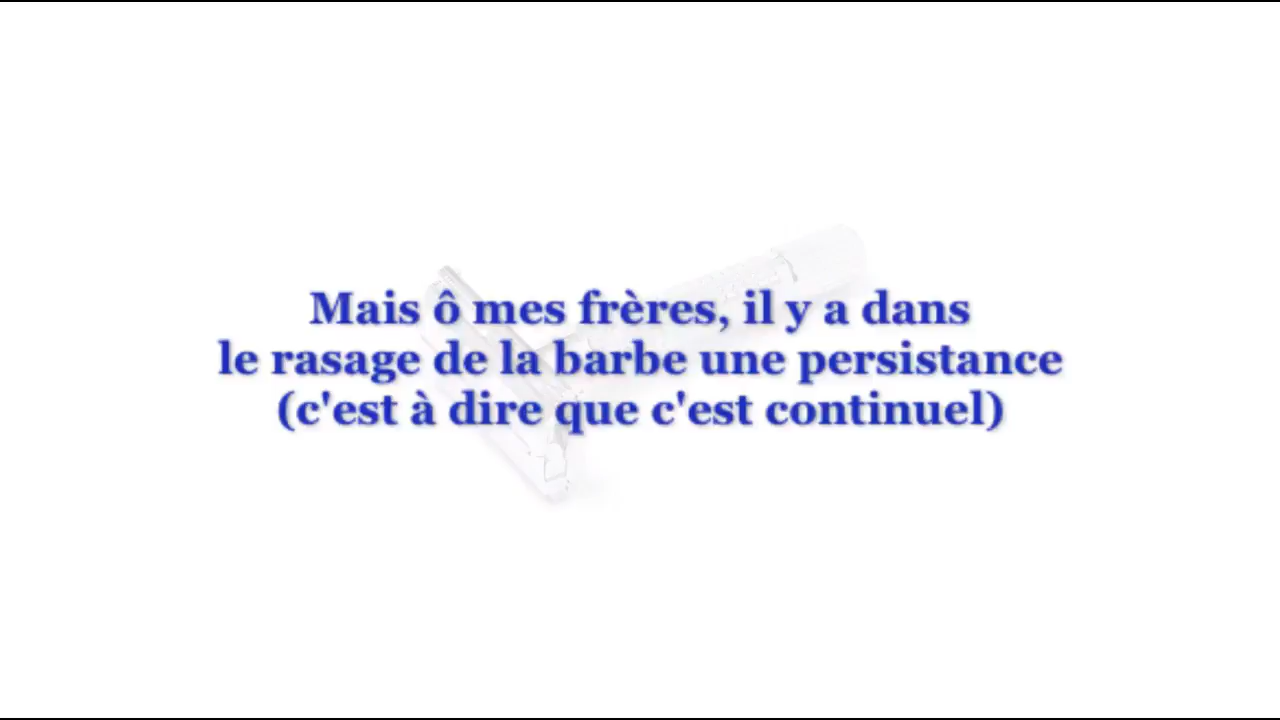 Mais ô mes frères, il y a dans
le rasage de la barbe une persistance
(c'est à dire que c'est continuel)